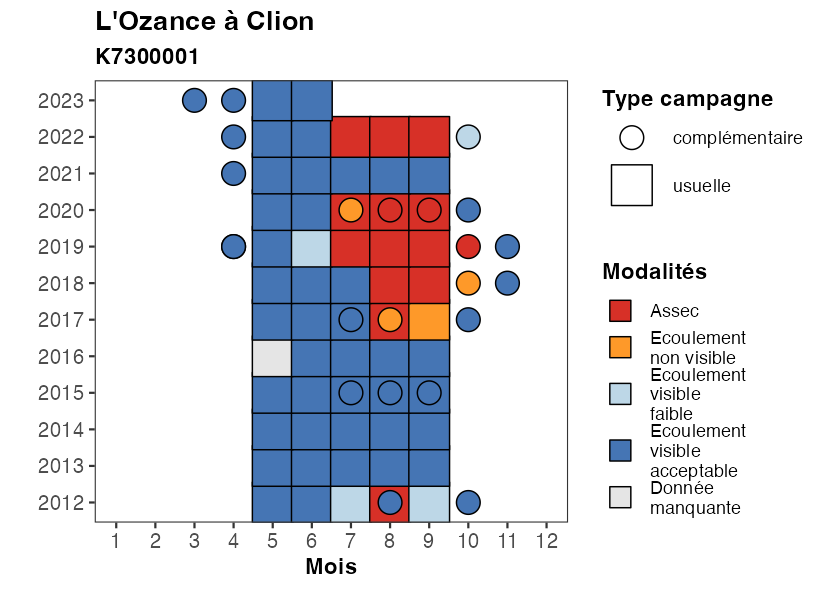 L'Ozance à Clion
K7300001
2023
2022
2021
2020
2019
2018
2017
2016
2015
2014
2013
2012
1 2 3 4 5 6 7 8 9 10 11 12
Mois
Type campagne
complémentaire
usuelle
Modalités
Assec
Ecoulement
non visible
Ecoulement
visible
faible
Ecoulement
visible
acceptable
Donnée
manquante